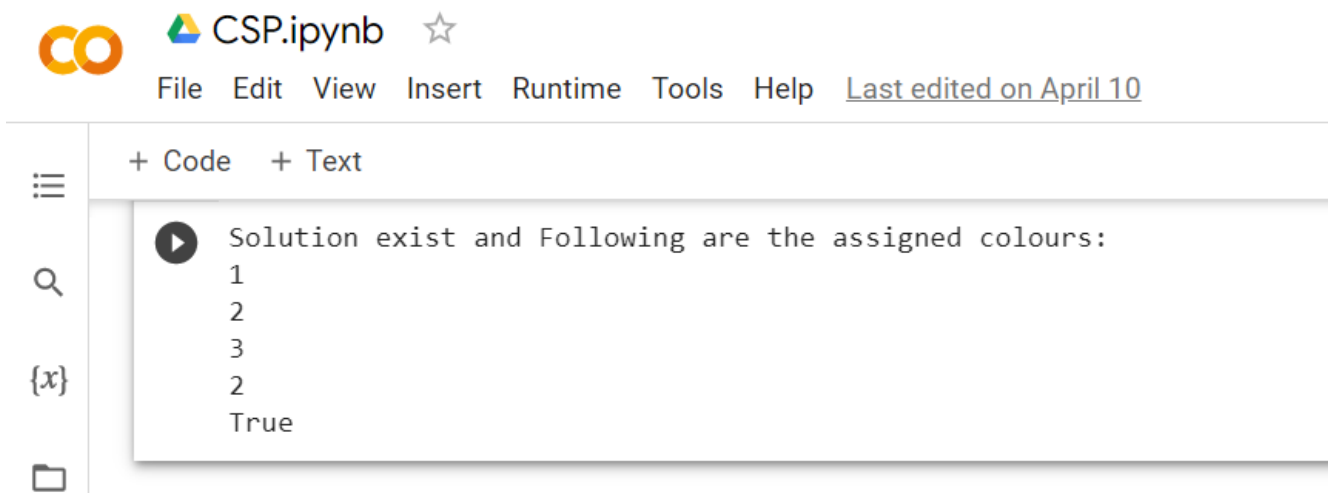 CSP.ipynb
File Edit View Insert Runtime Tools Help Last edited on April 10
+ Code + Text
Solution exist and Following are the assigned colours:
1
2
3
{x}
2
True